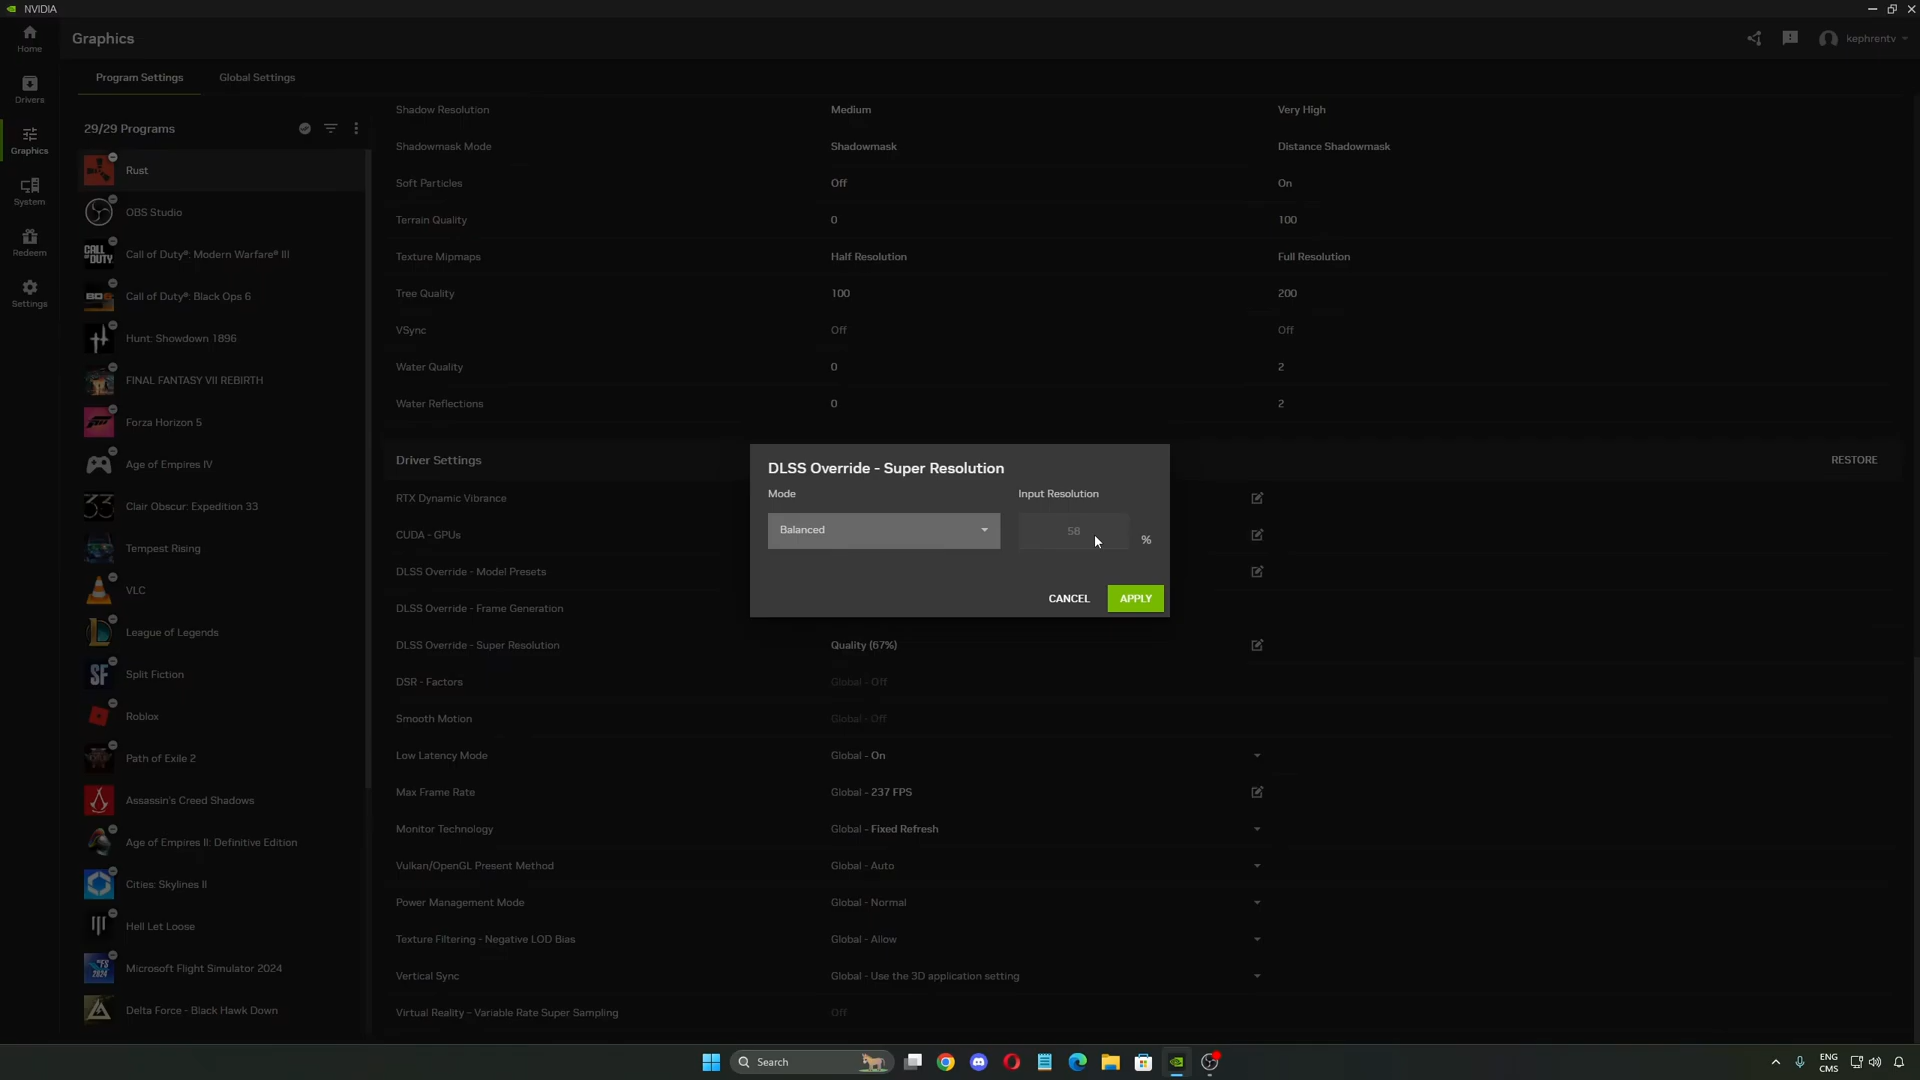 NVIDIA
Home
Graphics
kephrentv
Program Settings
Global Settings
Drivers
Graphics
System
Redeem
Settings
29/29 Programs
Rust
OBS Studio
CALL OF DUTY
Call of Duty®: Modern Warfare® III
BO6
Call of Duty®: Black Ops 6
Hunt: Showdown 1896
FINAL FANTASY VII REBIRTH
Forza Horizon 5
Age of Empires IV
33
Clair Obscur: Expedition 33
Tempest Rising
VLC
League of Legends
SF
Split Fiction
Roblox
Path of Exile 2
Assassin's Creed Shadows
Age of Empires II: Definitive Edition
Cities: Skylines II
Hell Let Loose
FS 2024
Microsoft Flight Simulator 2024
Delta Force - Black Hawk Down
Shadow Resolution Medium Very High
Shadowmask Mode Shadowmask Distance Shadowmask
Soft Particles Off On
Terrain Quality 0 100
Texture Mipmaps Half Resolution Full Resolution
Tree Quality 100 200
VSync Off Off
Water Quality 0 2
Water Reflections 0 2
Driver Settings RESTORE
RTX Dynamic Vibrance
CUDA - GPUs
DLSS Override - Model Presets
DLSS Override - Frame Generation
DLSS Override - Super Resolution Quality (67%)
DSR - Factors Global - Off
Smooth Motion Global - Off
Low Latency Mode Global - On
Max Frame Rate Global - 237 FPS
Monitor Technology Global - Fixed Refresh
Vulkan/OpenGL Present Method Global - Auto
Power Management Mode Global - Normal
Texture Filtering - Negative LOD Bias Global - Allow
Vertical Sync Global - Use the 3D application setting
Virtual Reality – Variable Rate Super Sampling Off
DLSS Override - Super Resolution
Mode Input Resolution
Balanced 58 %
CANCEL APPLY
Search
ENG
CMS